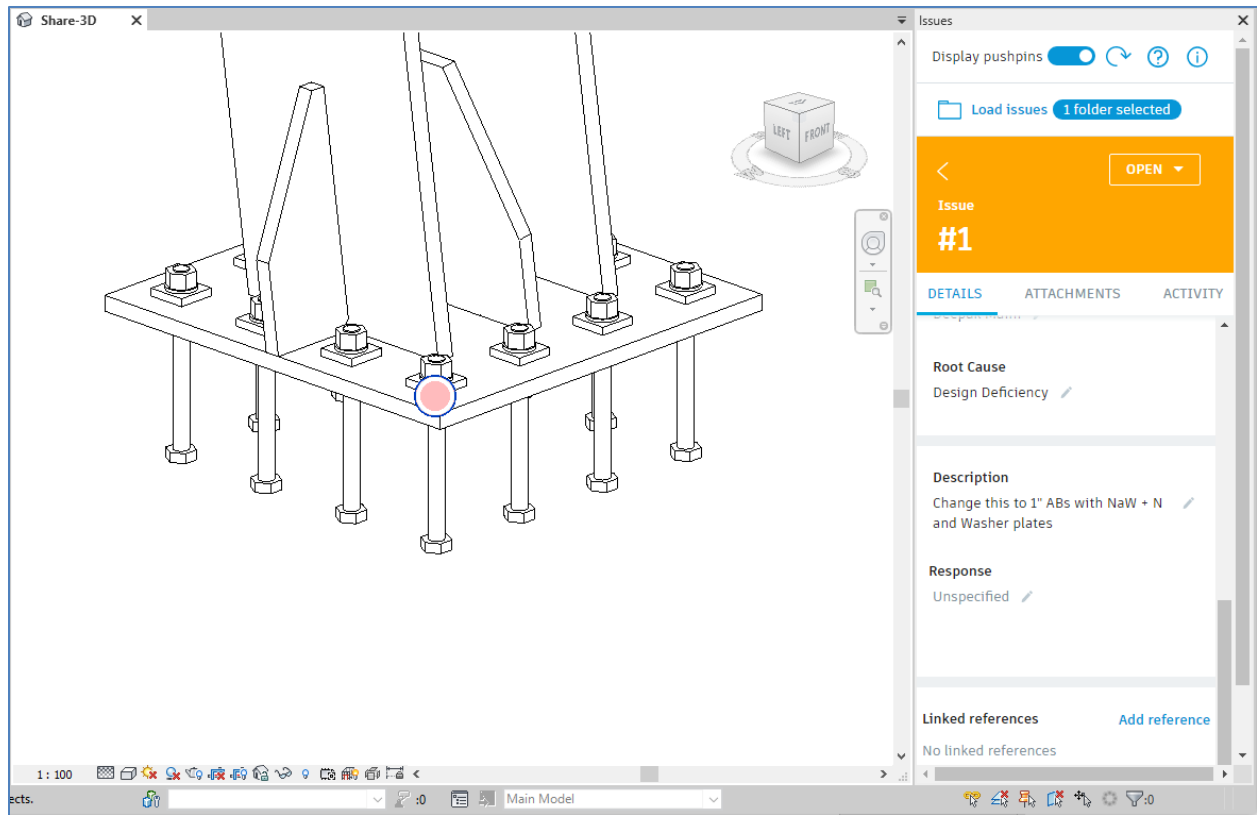 Share-3D X
Issues X
Display pushpins
Load issues 1 folder selected
LEFT FRONT
OPEN
Issue
#1
DETAILS ATTACHMENTS ACTIVITY
Root Cause
Design Deficiency
Description
Change this to 1" ABs with NaW + N
and Washer plates
Response
Unspecified
Linked references Add reference
No linked references
1 : 100
ects. :0 Main Model :0